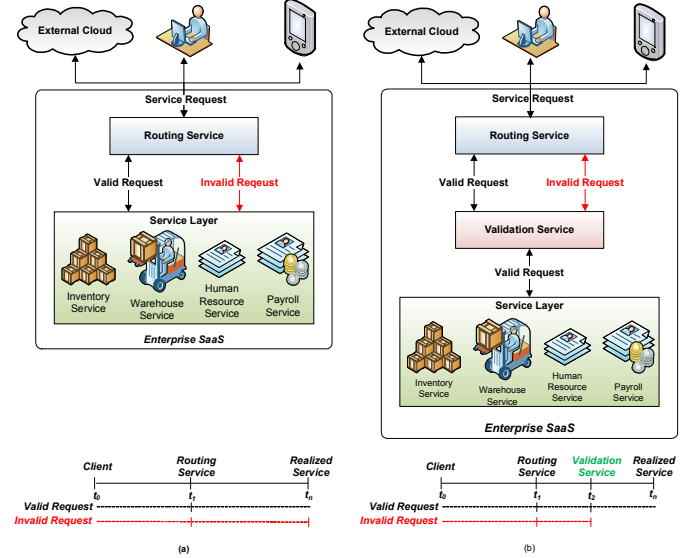 External Cloud
Service Request
Routing Service
Valid Request
Invalid Reqeust
Service Layer
Inventory
Service
Warehouse
Service
Human
Resource
Service
Payroll
Service
Enterprise SaaS
Client
Routing
Service
Realized
Service
t0
t1
tn
Valid Request
Invalid Request
(a)
External Cloud
Service Request
Routing Service
Valid Request
Invalid Request
Validation Service
Valid Request
Service Layer
Inventory
Service
Warehouse
Service
Human
Resource
Service
Payroll
Service
Enterprise SaaS
Client
Routing
Service
Validation
Service
Realized
Service
t0
t1
t2
tn
Valid Request
Invalid Request
(b)